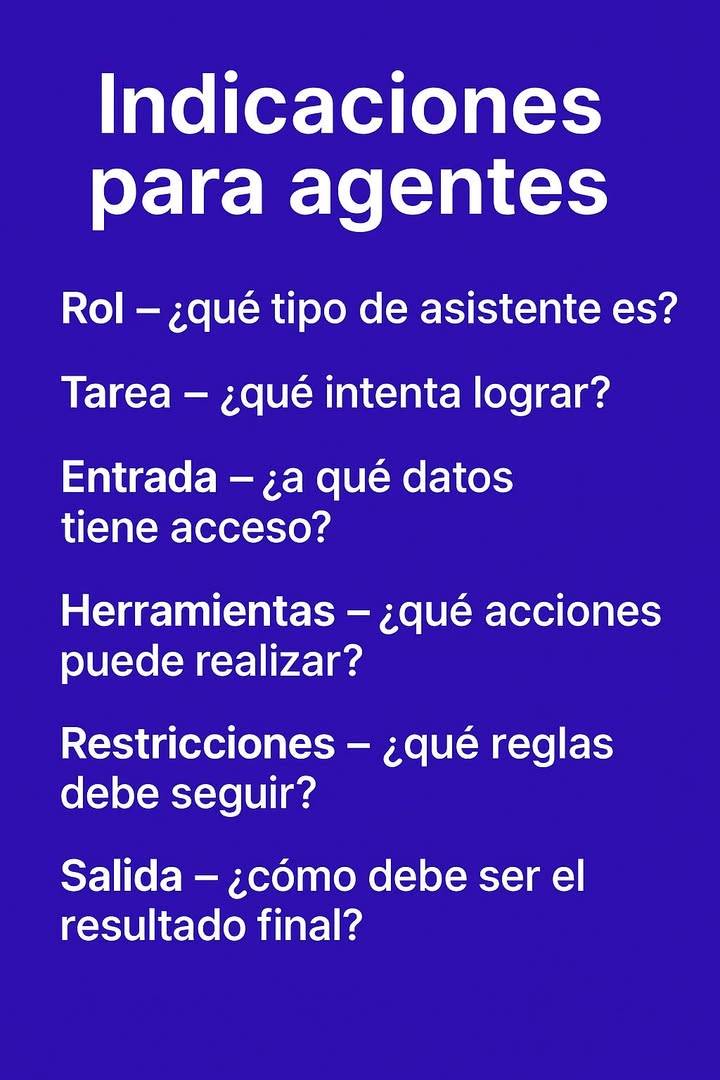 Indicaciones
para agentes
Rol – ¿qué tipo de asistente es?
Tarea – ¿qué intenta lograr?
Entrada – ¿a qué datos
tiene acceso?
Herramientas – ¿qué acciones
puede realizar?
Restricciones – ¿qué reglas
debe seguir?
Salida – ¿cómo debe ser el
resultado final?